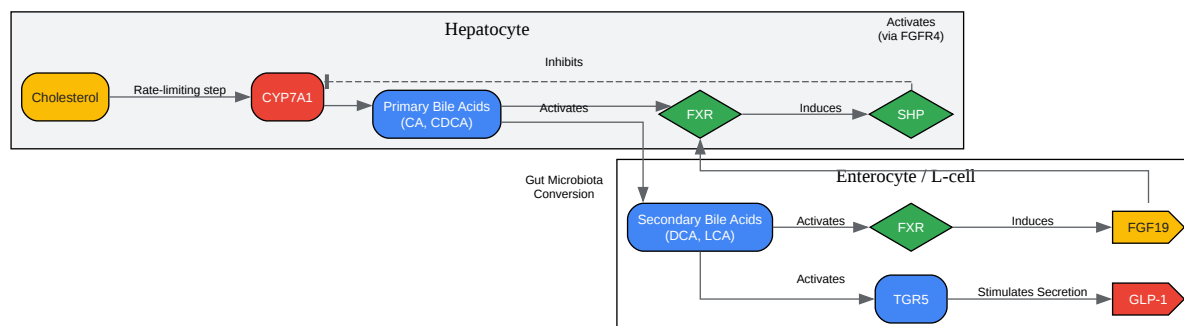 Hepatocyte
Activates
(via FGFR4)
Inhibits
Cholesterol
Rate-limiting step
CYP7A1
Primary Bile Acids
(CA, CDCA)
Activates
FXR
Induces
SHP
Gut Microbiota
Conversion
Enterocyte / L-cell
Secondary Bile Acids
(DCA, LCA)
Activates
FXR
Induces
FGF19
Activates
TGR5
Stimulates Secretion
GLP-1